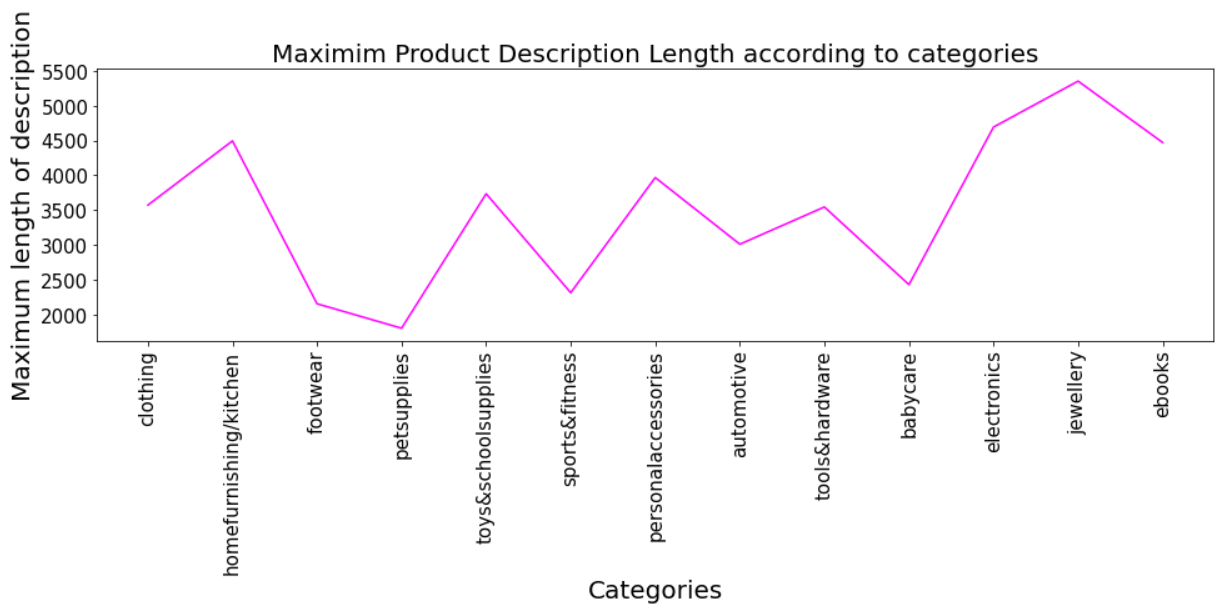 Maximim Product Description Length according to categories
Maximum length of description
5500
5000
4500
4000
3500
3000
2500
2000
clothing
homefurnishing/kitchen
footwear
petsupplies
toys&schoolsupplies
sports&fitness
personalaccessories
automotive
tools&hardware
babycare
electronics
jewellery
ebooks
Categories